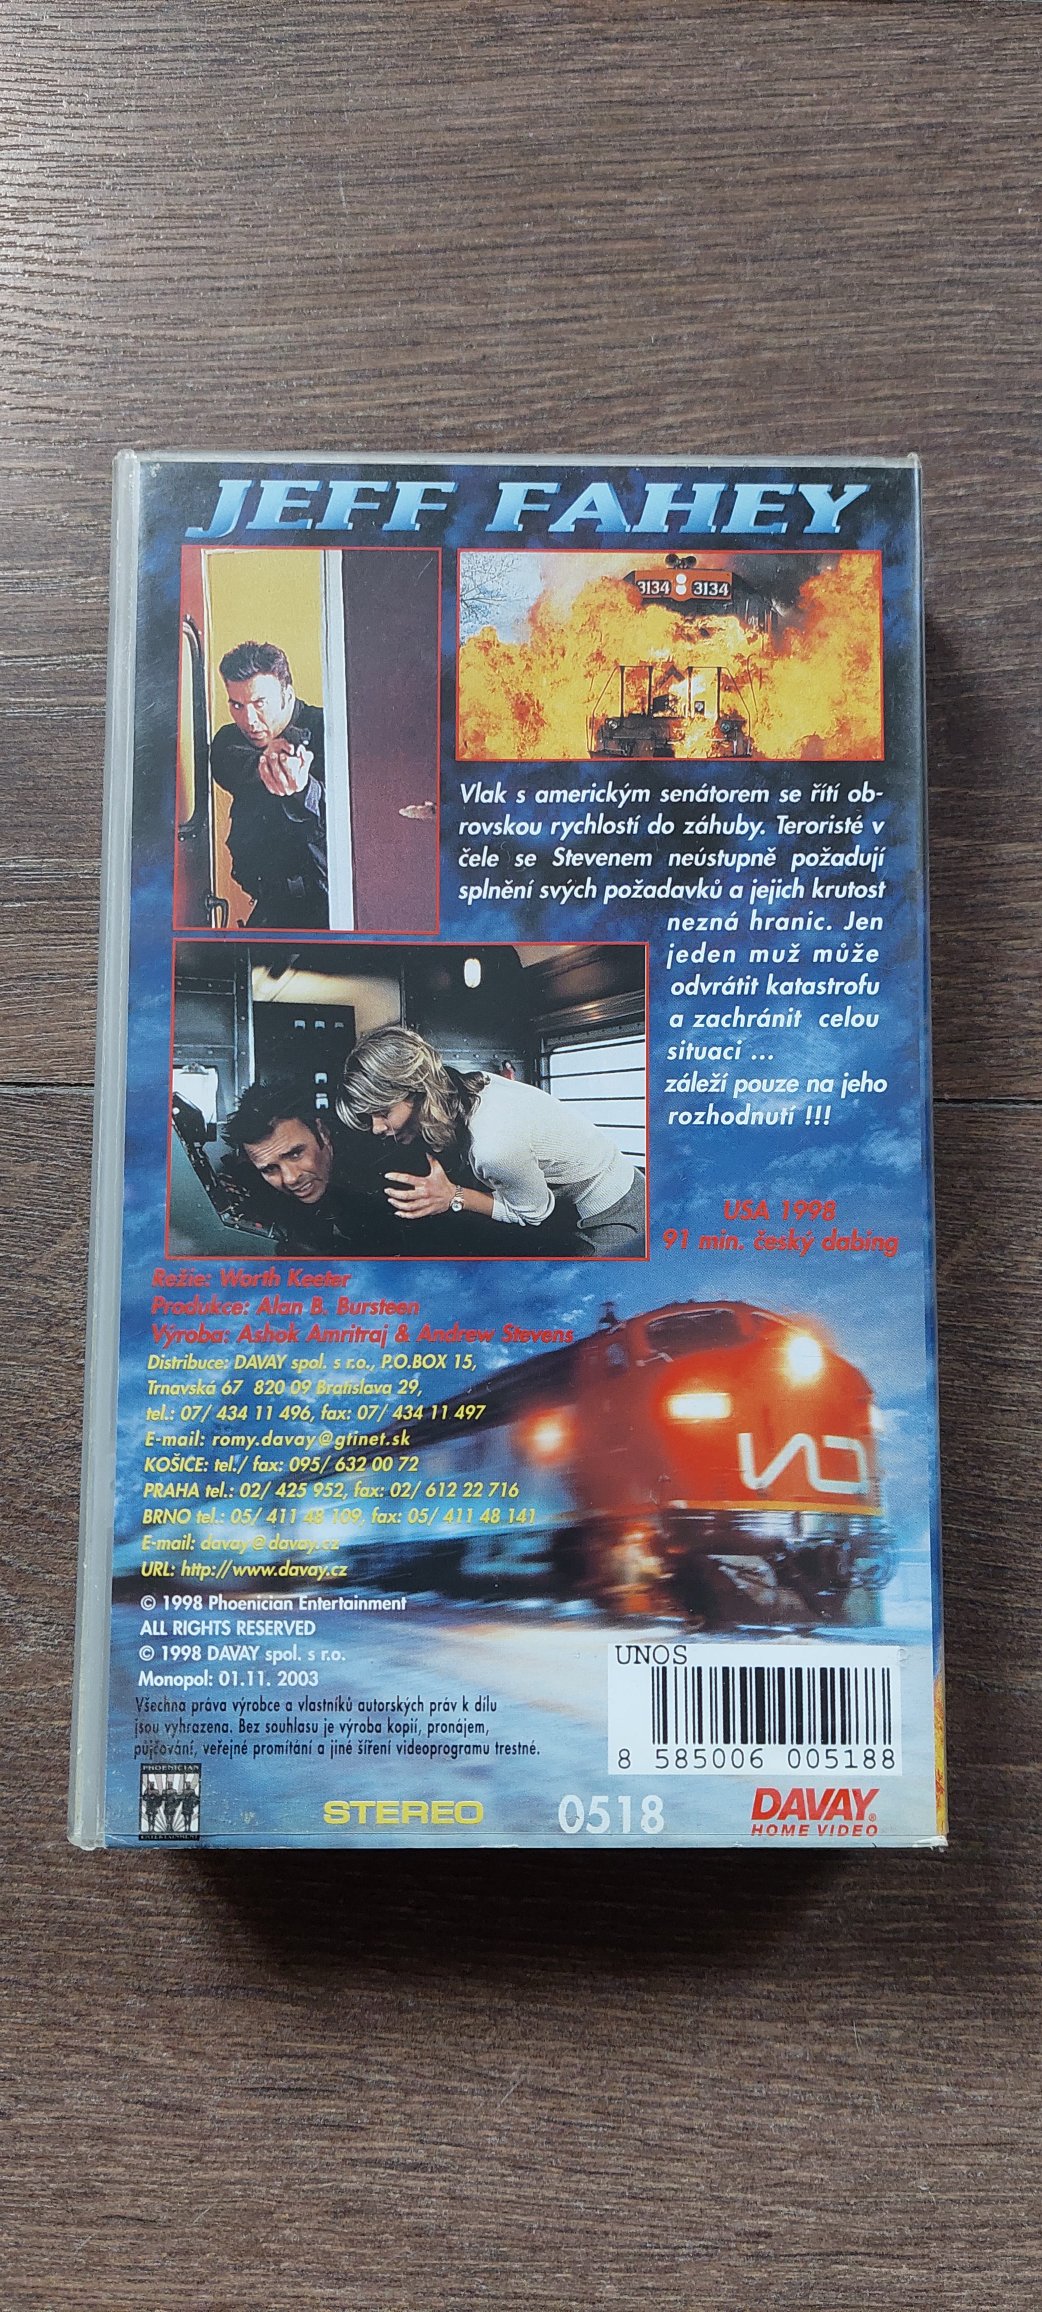 JEFF FAHEY
3134 3134
Vlak s americkým senátorem se řítí ob-
rovskou rychlostí do záhuby. Teroristé v
čele se Stevenem neústupně požadují
splnění svých požadavků a jejich krutost
nezná hranic. Jen
jeden muž může
odvrátit katastrofu
a zachránit celou
situaci ...
záleží pouze na jeho
rozhodnutí !!!
USA 1998
91 min. český dabing
Režie: Worth Keeter
Produkce: Alan B. Bursteen
Výroba: Ashok Amritraj & Andrew Stevens
Distribuce: DAVAY spol. s r.o., P.O.BOX 15,
Trnavská 67 820 09 Bratislava 29,
tel.: 07/ 434 11 496, fax: 07/ 434 11 497
E-mail: romy.davay@gtinet.sk
KOŠICE: tel./ fax: 095/ 632 00 72
PRAHA tel.: 02/ 425 952, fax: 02/ 612 22 716
BRNO tel.: 05/ 411 48 109, fax: 05/ 411 48 141
E-mail: davay@davay.cz
URL: http://www.davay.cz
© 1998 Phoenician Entertainment
ALL RIGHTS RESERVED
© 1998 DAVAY spol. s r.o.
Monopol: 01.11. 2003
Všechna práva výrobce a vlastníků autorských práv k dílu
jsou vyhrazena. Bez souhlasu je výroba kopií, pronájem,
půjčování, veřejné promítání a jiné šíření videoprogramu trestné.
CN
UNOS
8 585006 005188
PHOENICIAN
ENTERTAINMENT
STEREO
0518
DAVAY®
HOME VIDEO